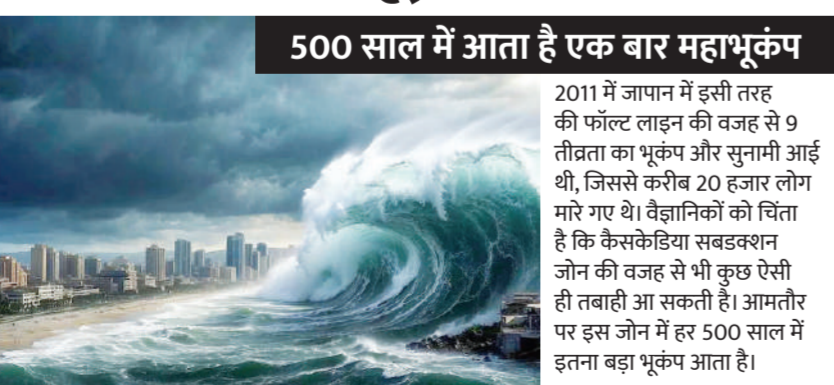 500 साल में आता है एक बार महाभूकंप
2011 में जापान में इसी तरह
की फॉल्ट लाइन की वजह से 9
तीव्रता का भूकंप और सुनामी आई
थी, जिससे करीब 20 हजार लोग
मारे गए थे। वैज्ञानिकों को चिंता
है कि कैसकेडिया सबडक्शन
जोन की वजह से भी कुछ ऐसी
ही तबाही आ सकती है। आमतौर
पर इस जोन में हर 500 साल में
इतना बड़ा भूकंप आता है।